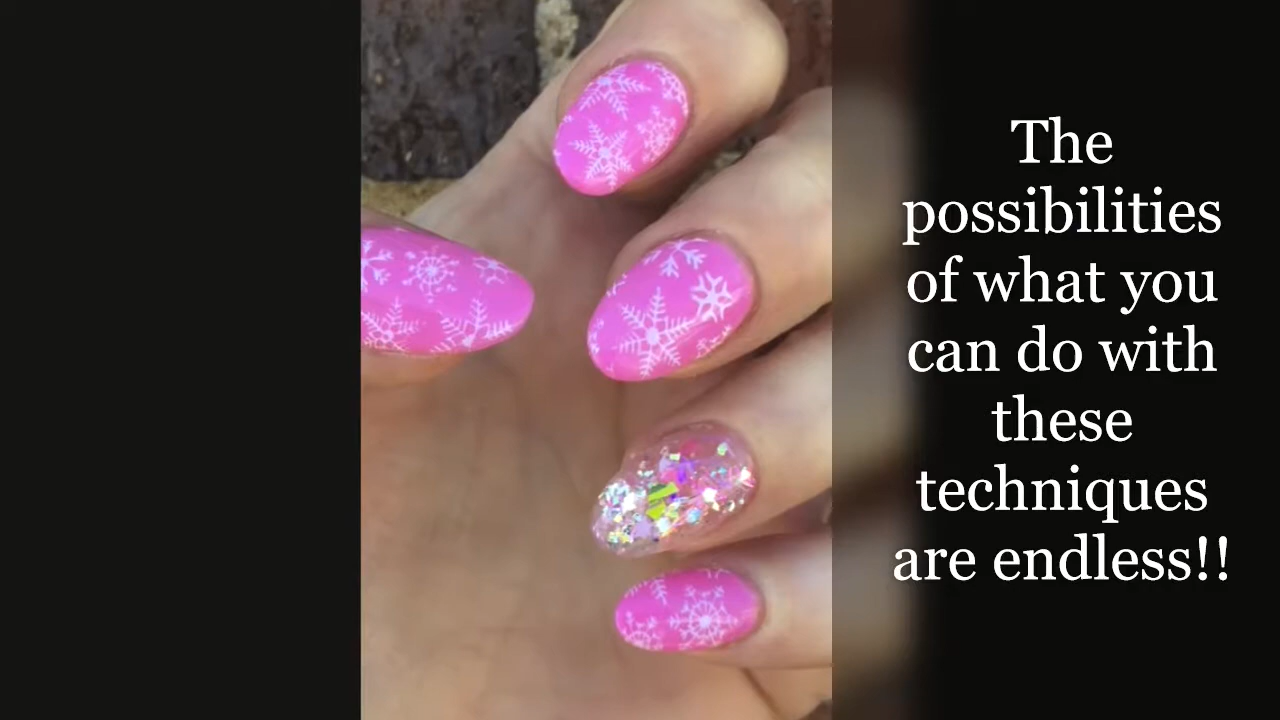 The
possibilities
of what you
can do with
these
techniques
are endless!!